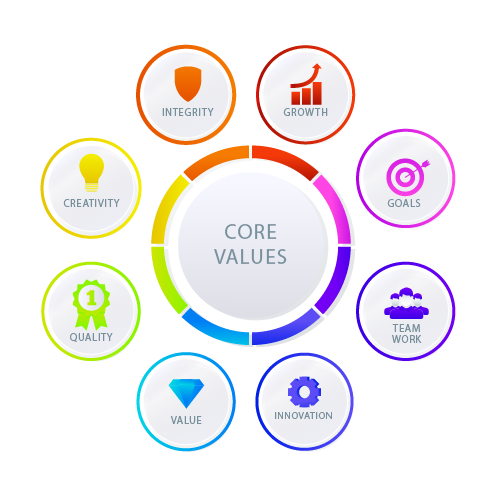 INTEGRITY
GROWTH
CREATIVITY
GOALS
CORE
VALUES
QUALITY
1
TEAM
WORK
VALUE
INNOVATION